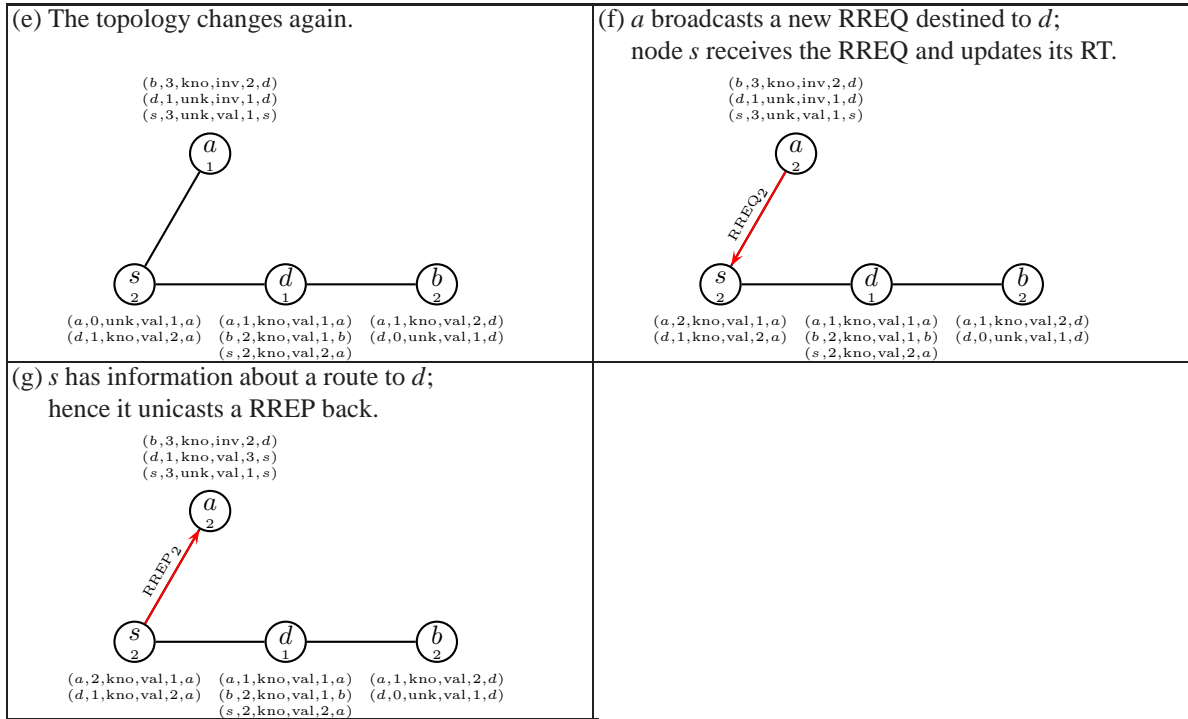 (e) The topology changes again.
(b,3,kno,inv,2,d)
(d,1,unk,inv,1,d)
(s,3,unk,val,1,s)
a
1
s
2
d
1
b
2
(a,0,unk,val,1,a) (a,1,kno,val,1,a) (a,1,kno,val,2,d)
(d,1,kno,val,2,a) (b,2,kno,val,1,b) (d,0,unk,val,1,d)
(s,2,kno,val,2,a)
(f) a broadcasts a new RREQ destined to d;
node s receives the RREQ and updates its RT.
(b,3,kno,inv,2,d)
(d,1,unk,inv,1,d)
(s,3,unk,val,1,s)
a
2
RREQ2
s
2
d
1
b
2
(a,2,kno,val,1,a) (a,1,kno,val,1,a) (a,1,kno,val,2,d)
(d,1,kno,val,2,a) (b,2,kno,val,1,b) (d,0,unk,val,1,d)
(s,2,kno,val,2,a)
(g) s has information about a route to d;
hence it unicasts a RREP back.
(b,3,kno,inv,2,d)
(d,1,kno,val,3,s)
(s,3,unk,val,1,s)
a
2
RREP2
s
2
d
1
b
2
(a,2,kno,val,1,a) (a,1,kno,val,1,a) (a,1,kno,val,2,d)
(d,1,kno,val,2,a) (b,2,kno,val,1,b) (d,0,unk,val,1,d)
(s,2,kno,val,2,a)